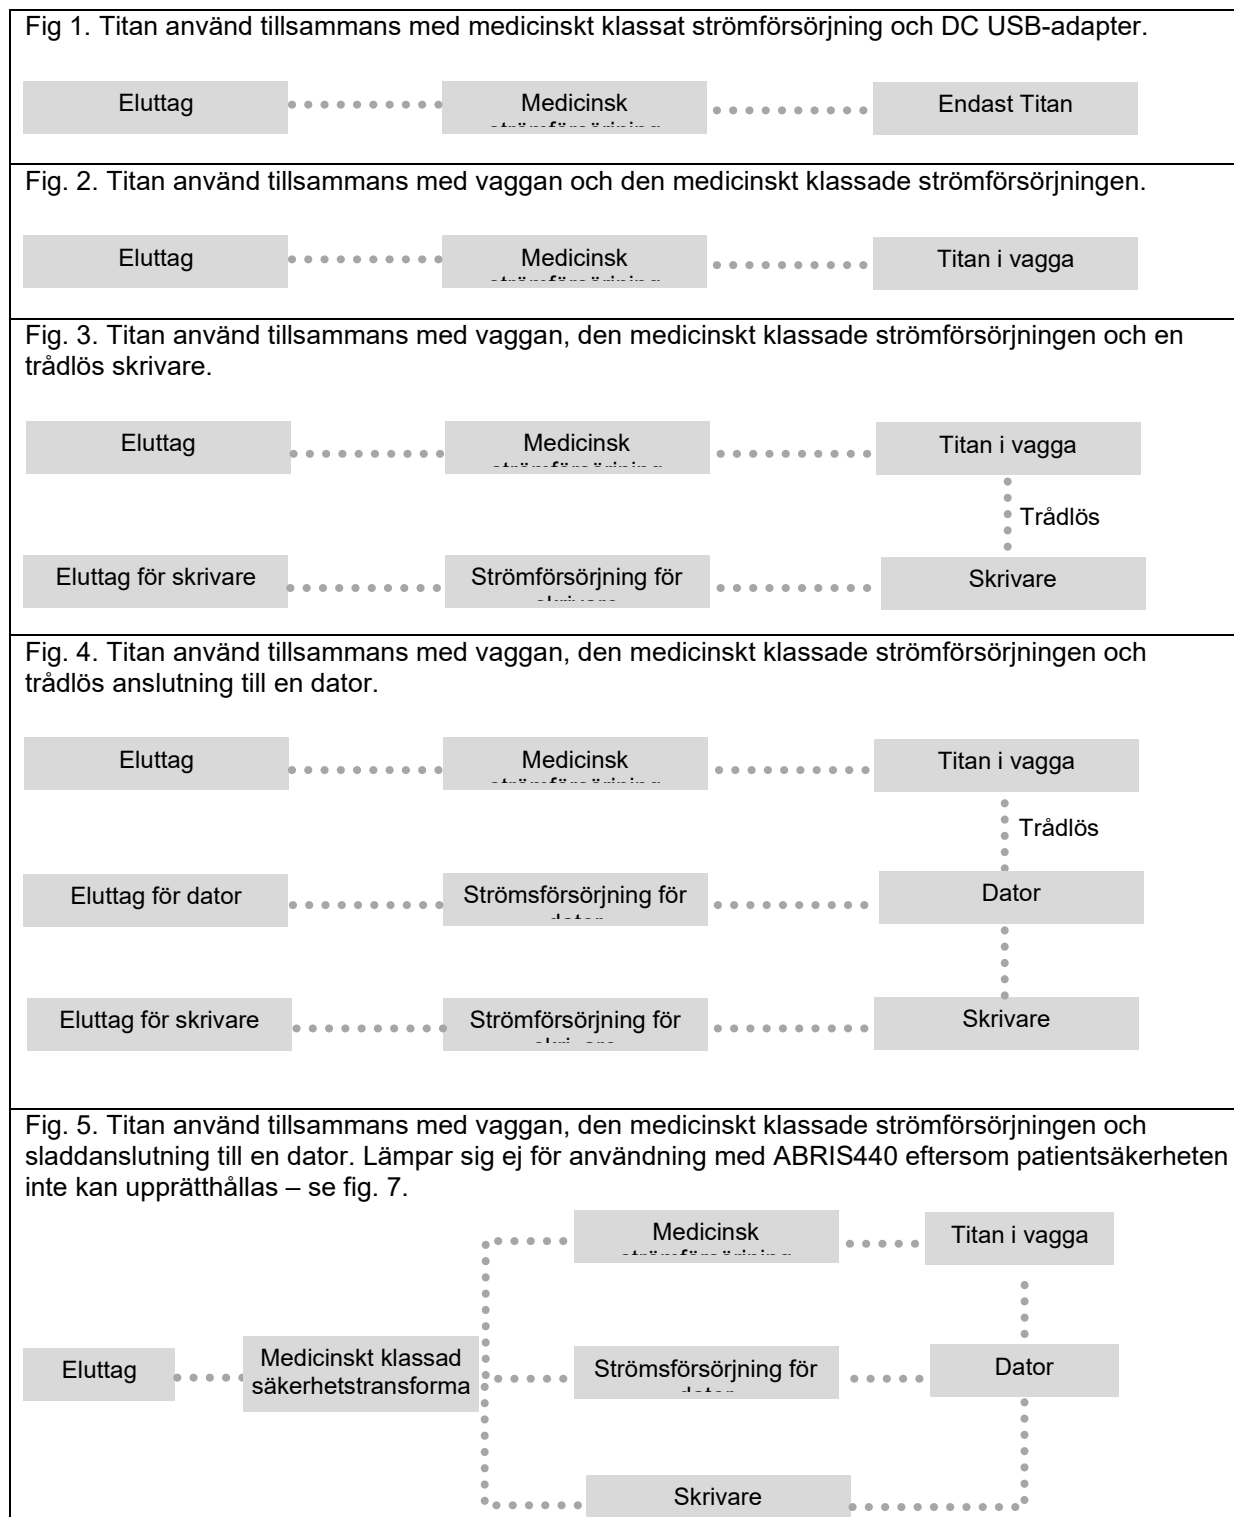 Fig 1. Titan använd tillsammans med medicinskt klassat strömförsörjning och DC USB-adapter.
Eluttag
Medicinsk
Endast Titan
Fig. 2. Titan använd tillsammans med vaggan och den medicinskt klassade strömförsörjningen.
Eluttag
Medicinsk
Titan i vagga
Fig. 3. Titan använd tillsammans med vaggan, den medicinskt klassade strömförsörjningen och en
trådlös skrivare.
Eluttag
Medicinsk
Titan i vagga
Trådlös
Eluttag för skrivare
Strömförsörjning för
Skrivare
Fig. 4. Titan använd tillsammans med vaggan, den medicinskt klassade strömförsörjningen och
trådlös anslutning till en dator.
Eluttag
Medicinsk
Titan i vagga
Trådlös
Eluttag för dator
Strömsförsörjning för
Dator
Eluttag för skrivare
Strömförsörjning för
Skrivare
Fig. 5. Titan använd tillsammans med vaggan, den medicinskt klassade strömförsörjningen och
sladdanslutning till en dator. Lämpar sig ej för användning med ABRIS440 eftersom patientsäkerheten
inte kan upprätthållas – se fig. 7.
Medicinsk
Titan i vagga
Eluttag
Medicinskt klassad
säkerhetstransforma
Strömsförsörjning för
Dator
Skrivare